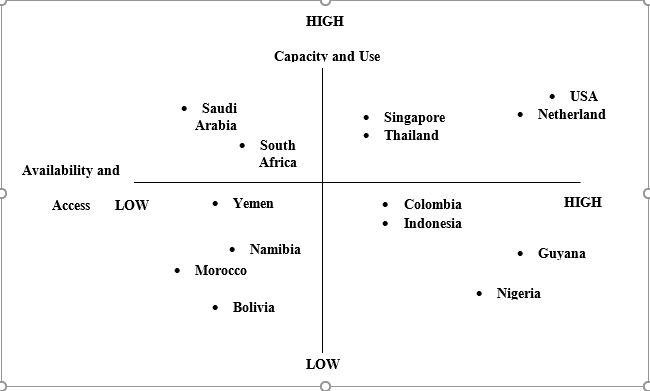 HIGH
Capacity and Use
USA
Saudi
Arabia
Singapore
Netherland
Thailand
South
Africa
Availability and
Access LOW
HIGH
Yemen
Colombia
Indonesia
Namibia
Guyana
Morocco
Nigeria
Bolivia
LOW